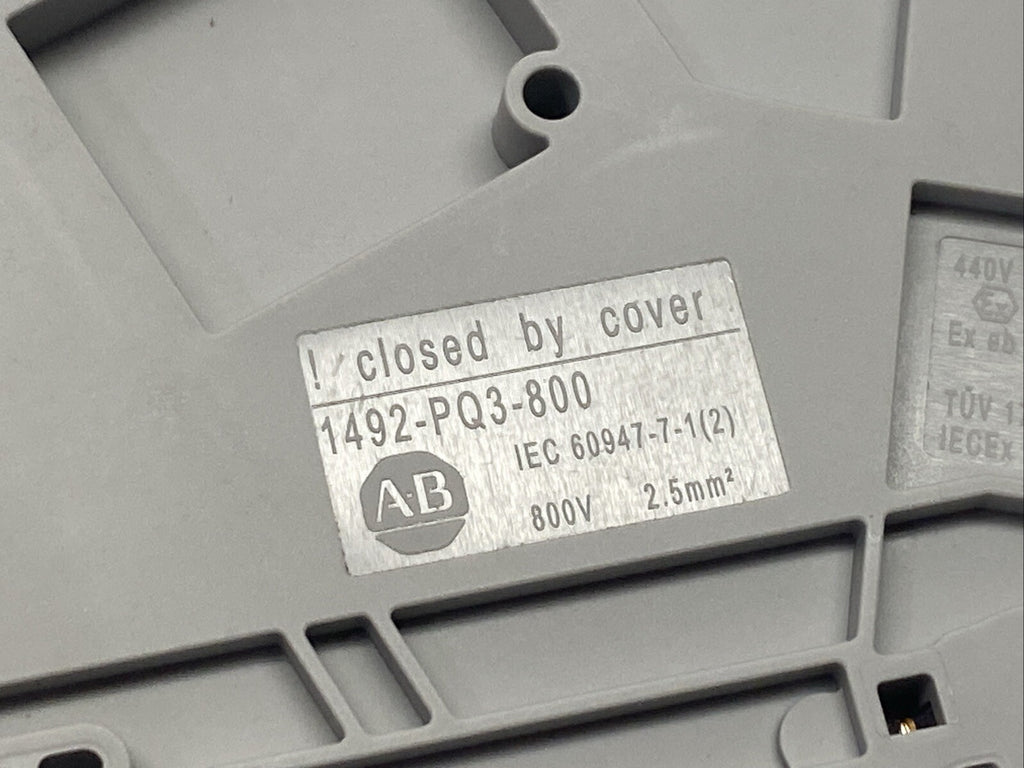 ! closed by cover
1492-PQ3-800
IEC 60947-7-1(2)
A-B
800V 2.5mm²
440V
Ex
Ex eb
TÜV 1
IECEx